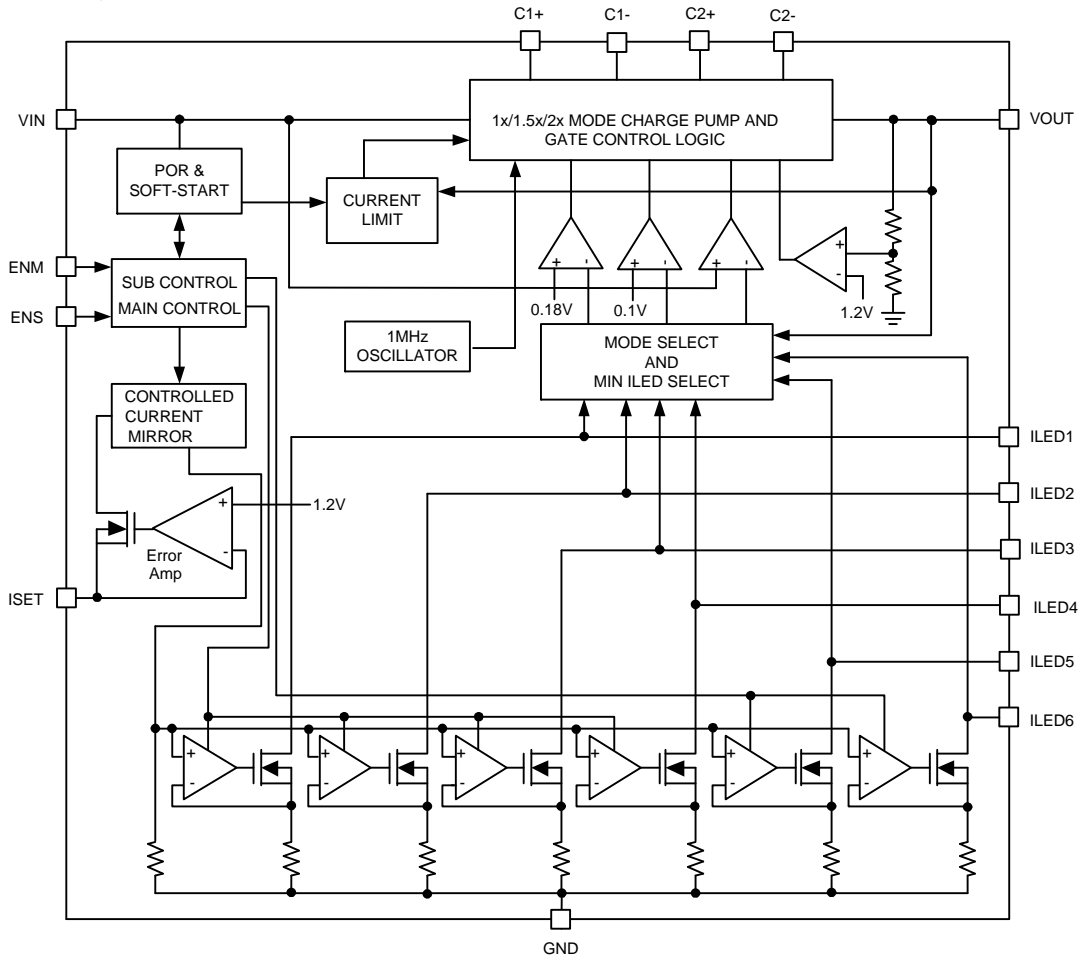 C1+ C1- C2+ C2-
VIN
VOUT
1x/1.5x/2x MODE CHARGE PUMP AND
GATE CONTROL LOGIC
POR &
SOFT-START
CURRENT
LIMIT
ENM
ENS
SUB CONTROL
MAIN CONTROL
+ -
+ -
+ -
+
-
0.18V
0.1V
1.2V
1MHz
OSCILLATOR
MODE SELECT
AND
MIN ILED SELECT
CONTROLLED
CURRENT
MIRROR
+
-
1.2V
Error
Amp
ISET
ILED1
ILED2
ILED3
ILED4
ILED5
ILED6
+ + + + + +
- - - - - -
GND